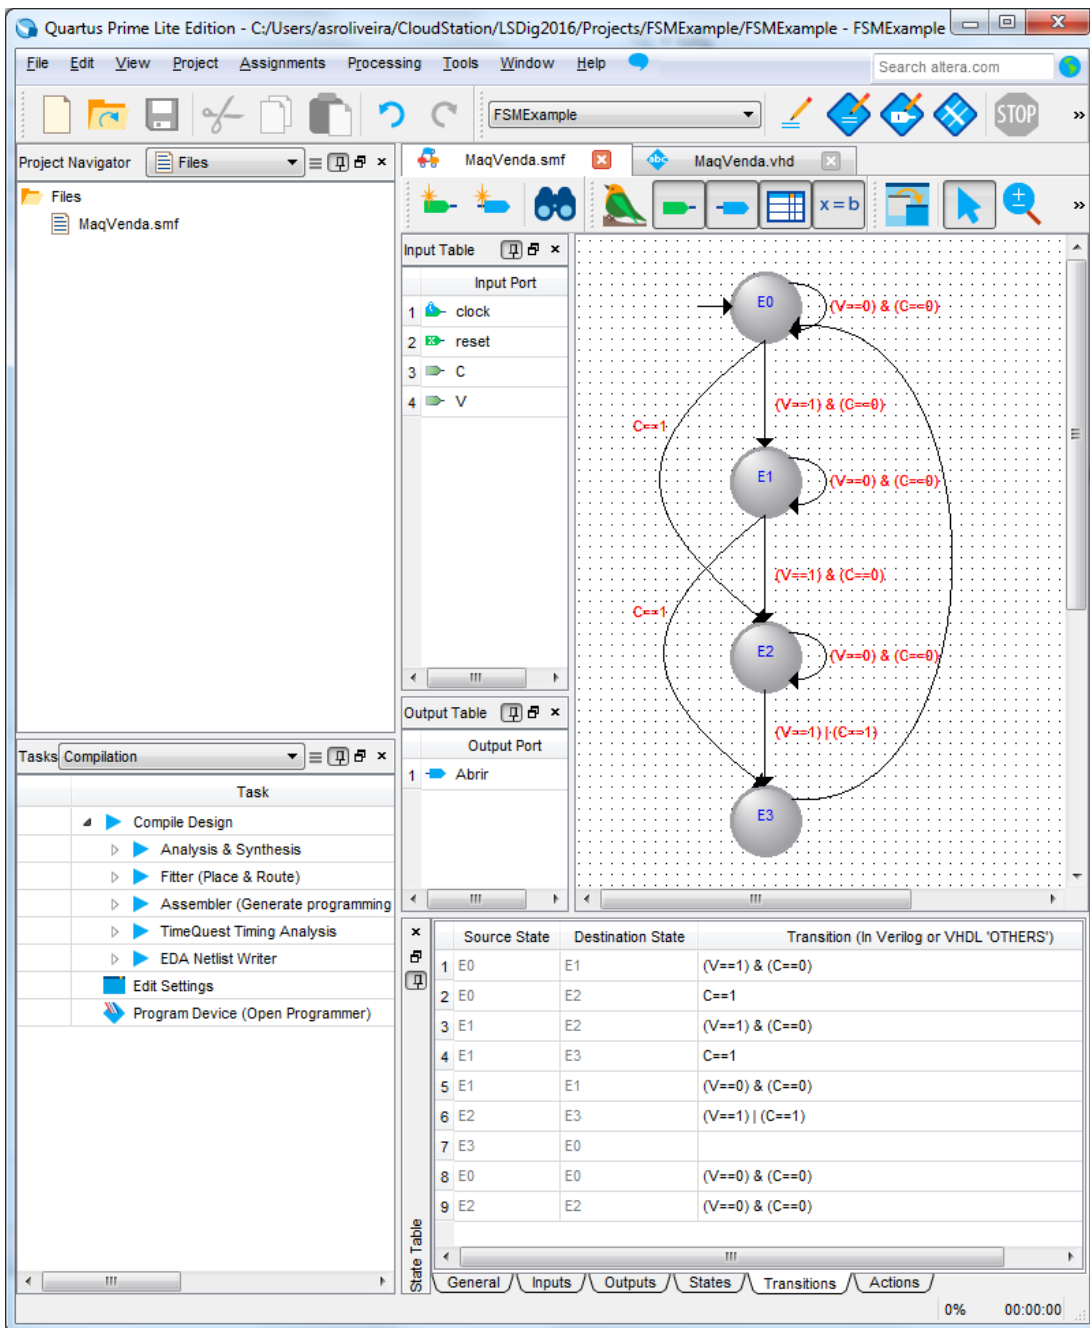 Quartus Prime Lite Edition - C:/Users/asroliveira/CloudStation/LSDig2016/Projects/FSMExample/FSMExample - FSMExample
File Edit View Project Assignments Processing Tools Window Help Search altera.com
FSMExample STOP »
Project Navigator Files
MaqVenda.smf abc MaqVenda.vhd
Files
MaqVenda.smf
x=b »
Input Table
Input Port
1 clock
2 reset
3 C
4 V
Output Table
Output Port
1 Abrir
E0
(V==0) & (C==0)
(V==1) & (C==0)
C==1
E1
(V==0) & (C==0)
(V==1) & (C==0)
C==1
E2
(V==0) & (C==0)
(V==1) | (C==1)
E3
Tasks Compilation
Task
Compile Design
Analysis & Synthesis
Fitter (Place & Route)
Assembler (Generate programming
TimeQuest Timing Analysis
EDA Netlist Writer
Edit Settings
Program Device (Open Programmer)
State Table
Source State Destination State Transition (In Verilog or VHDL 'OTHERS')
1 E0 E1 (V==1) & (C==0)
2 E0 E2 C==1
3 E1 E2 (V==1) & (C==0)
4 E1 E3 C==1
5 E1 E1 (V==0) & (C==0)
6 E2 E3 (V==1) | (C==1)
7 E3 E0
8 E0 E0 (V==0) & (C==0)
9 E2 E2 (V==0) & (C==0)
General Inputs Outputs States Transitions Actions
0% 00:00:00